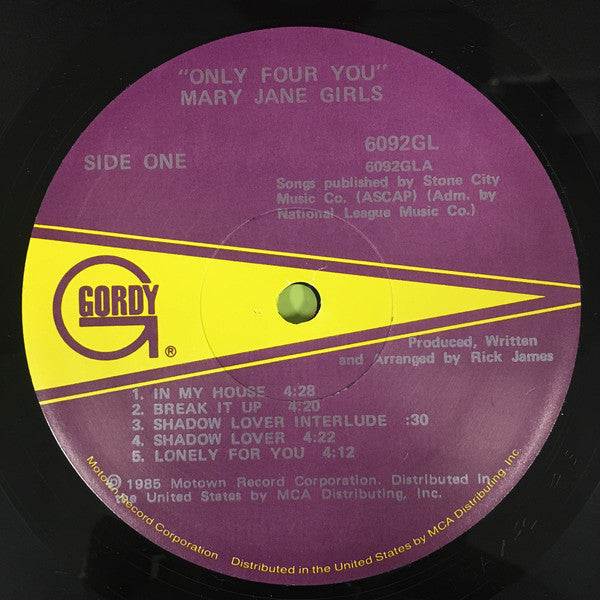 "ONLY FOUR YOU"
MARY JANE GIRLS
SIDE ONE
6092GL
6092GLA
Songs published by Stone City
Music Co. (ASCAP) (Adm. by
National League Music Co.)
GORDY
®
Produced, Written
and Arranged by Rick James
1. IN MY HOUSE 4:28
2. BREAK IT UP 4:20
3. SHADOW LOVER INTERLUDE :30
4. SHADOW LOVER 4:22
5. LONELY FOR YOU 4:12
℗ 1985 Motown Record Corporation. Distributed in
the United States by MCA Distributing, Inc.
Motown Record Corporation Distributed in the United States by MCA Distributing, Inc.